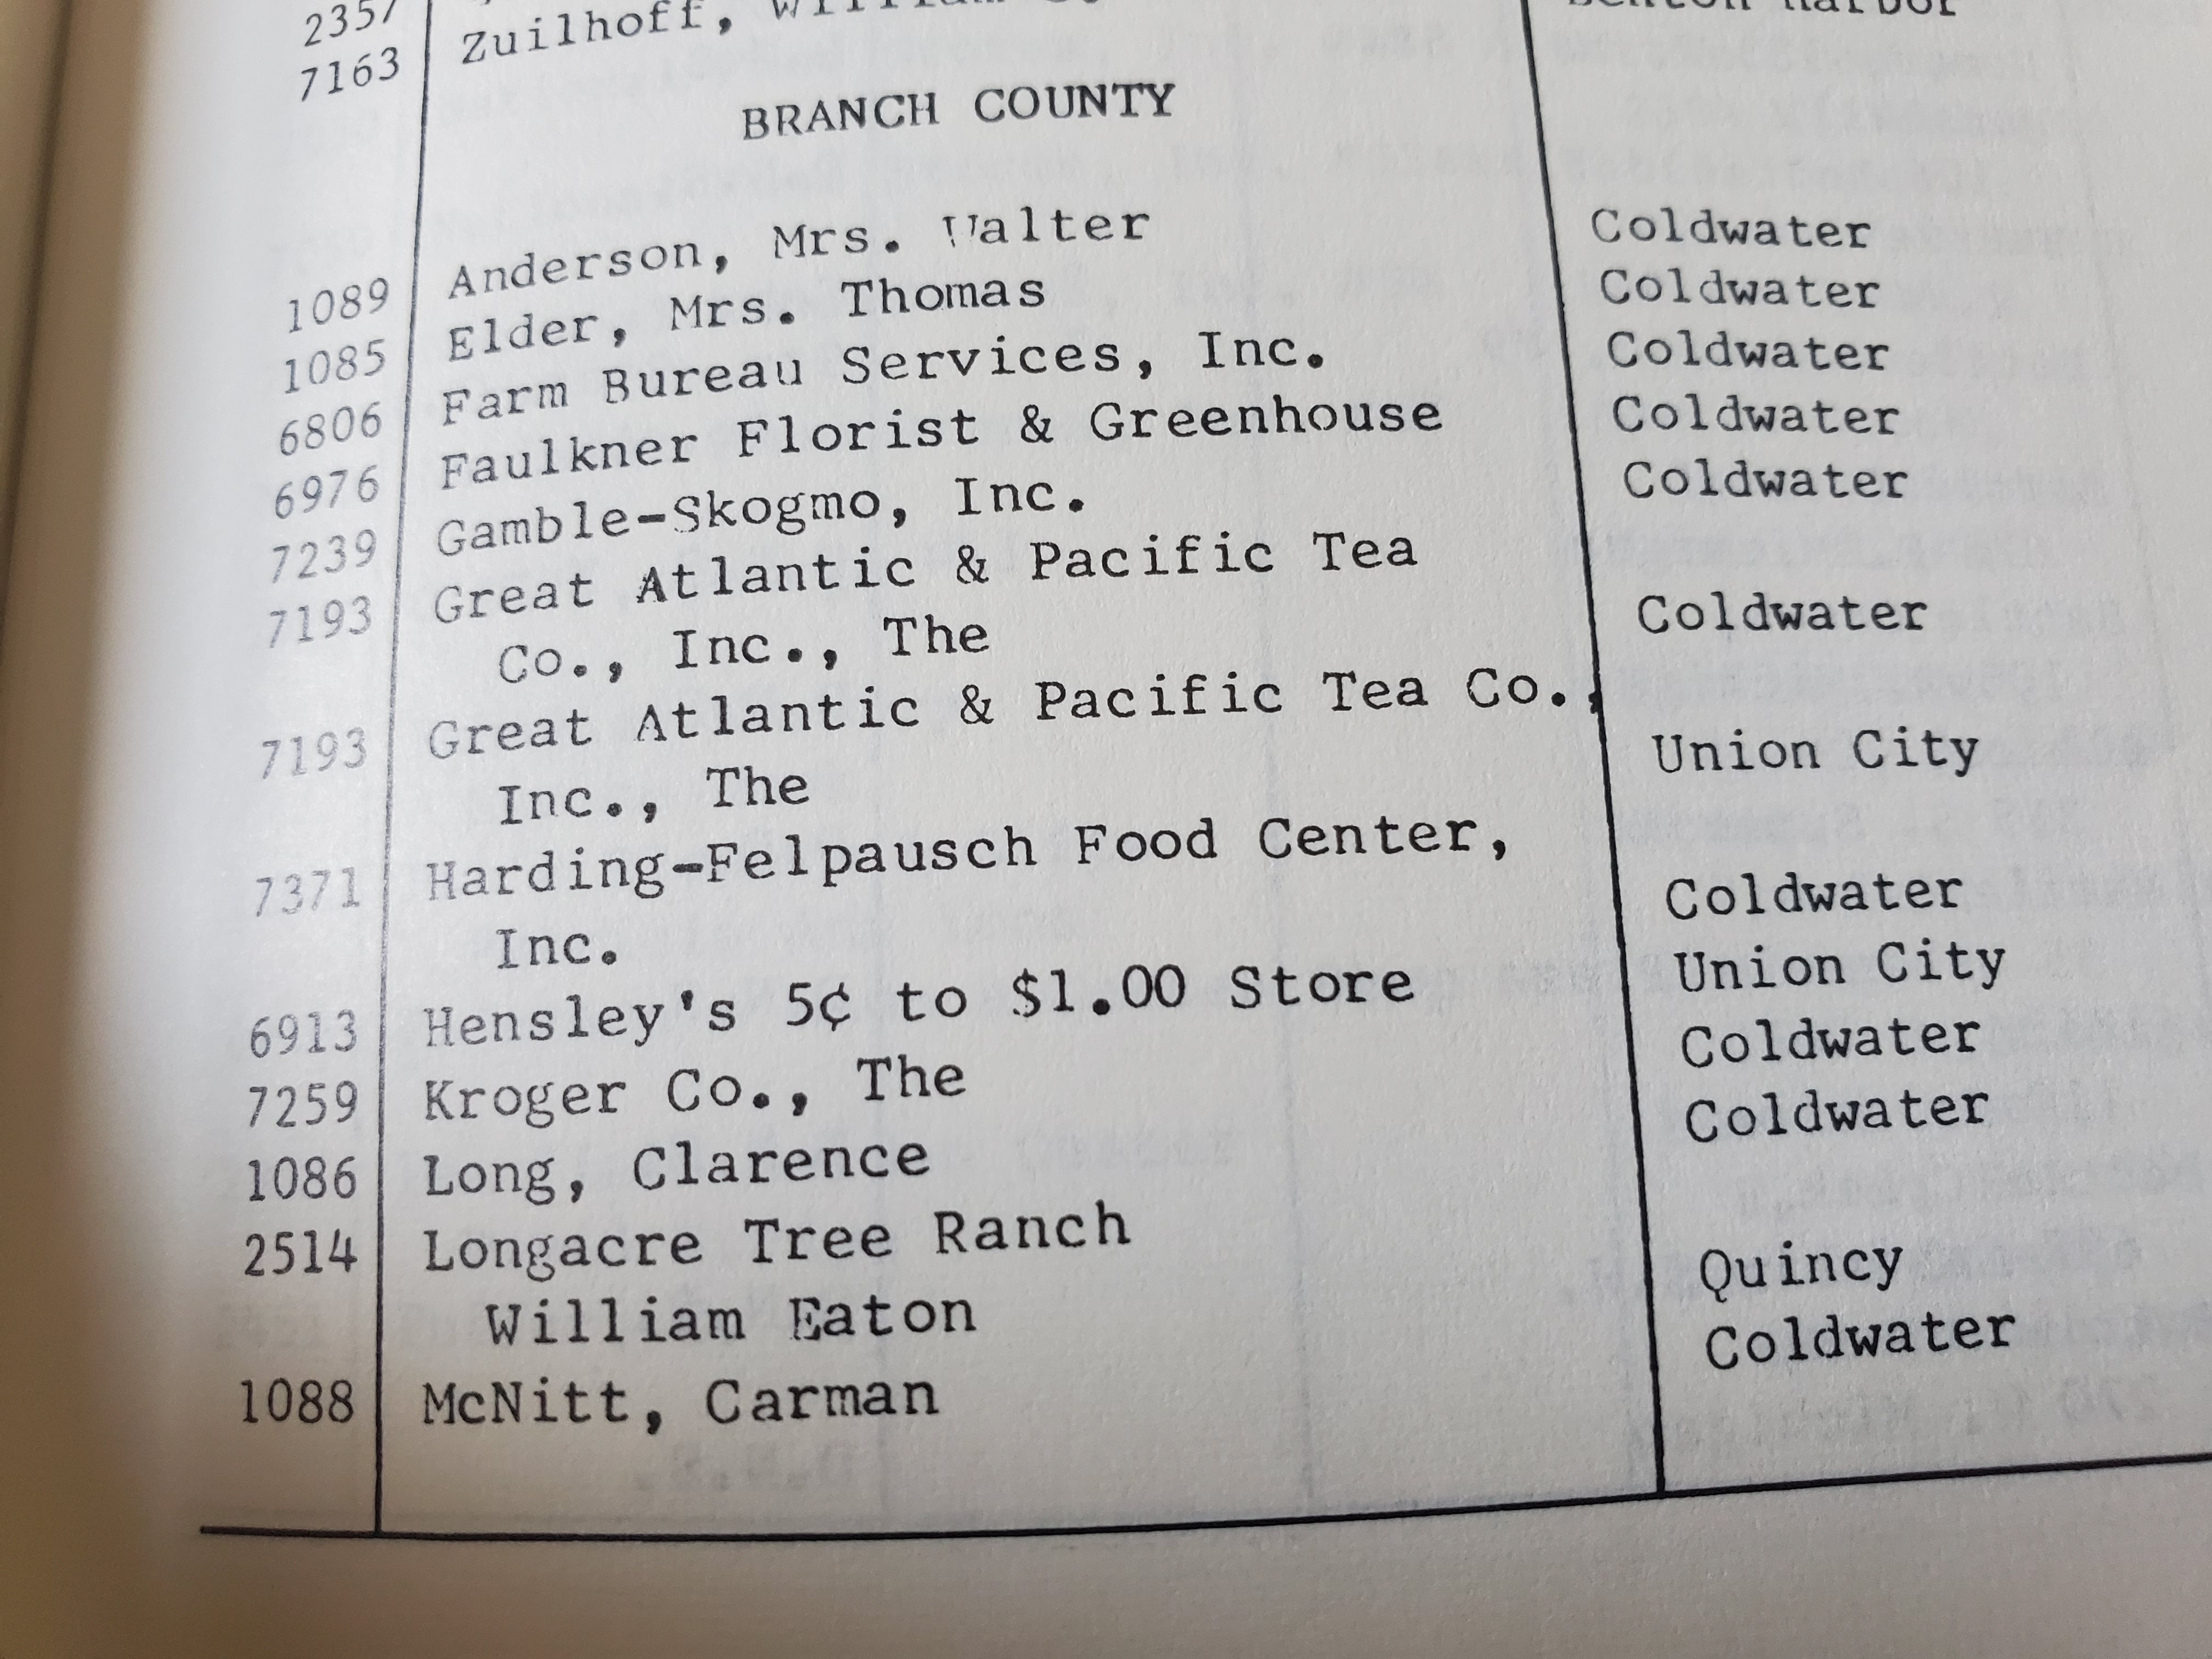 Zuilhoff, William
7163
BRANCH COUNTY
1089 Anderson, Mrs. Walter Coldwater
1085 Elder, Mrs. Thomas Coldwater
6806 Farm Bureau Services, Inc. Coldwater
6976 Faulkner Florist & Greenhouse Coldwater
7239 Gamble-Skogmo, Inc. Coldwater
7193 Great Atlantic & Pacific Tea
Co., Inc., The Coldwater
7193 Great Atlantic & Pacific Tea Co.,
Inc., The Union City
7371 Harding-Felpausch Food Center,
Inc. Coldwater
6913 Hensley's 5¢ to $1.00 Store Union City
7259 Kroger Co., The Coldwater
1086 Long, Clarence Coldwater
2514 Longacre Tree Ranch
William Eaton Quincy
1088 McNitt, Carman Coldwater